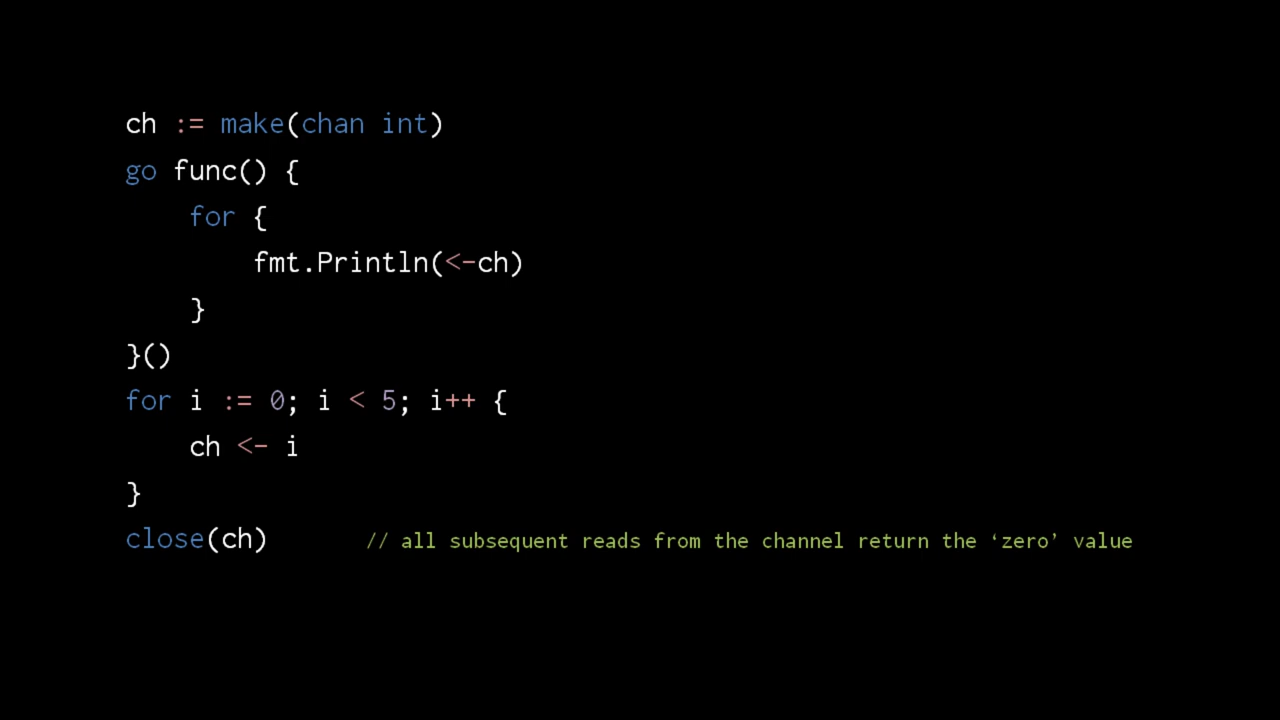 ch := make(chan int)
go func() {
    for {
        fmt.Println(<-ch)
    }
}()
for i := 0; i < 5; i++ {
    ch <- i
}
close(ch)      // all subsequent reads from the channel return the ‘zero’ value